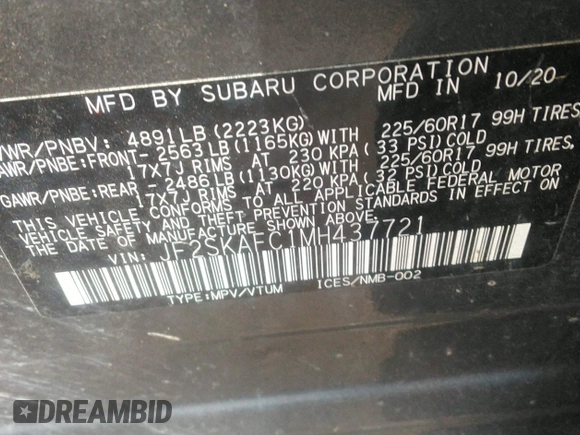 MFD BY SUBARU CORPORATION MFD IN 10/20
VWR/PNBV: 4891LB(2223KG)
GAWR/PNBE:FRONT- 2563LB(1165KG)WITH 225/60R17 99H TIRES,
17X7J RIMS AT 230 KPA(33 PSI)COLD
GAWR/PNBE:REAR - 2486LB(1130KG)WITH 225/60R17 99H TIRES,
17X7J RIMS AT 220 KPA(32 PSI)COLD
THIS VEHICLE CONFORMS TO ALL APPLICABLE FEDERAL MOTOR
VEHICLE SAFETY AND BUMPER STANDARDS IN EFFECT ON
THE DATE OF MANUFACTURE SHOWN ABOVE.
VIN: JF2SKAFC1MH437721
TYPE:MPV/VTUM ICES/NMB-002
DREAMBID